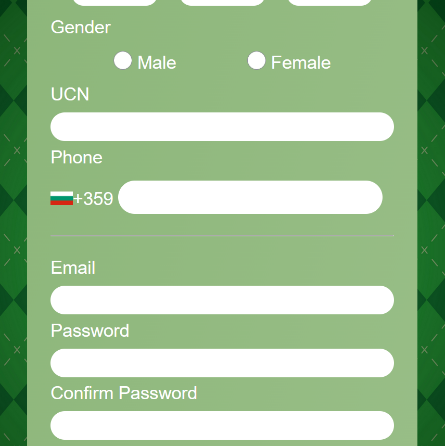 Gender
Male Female
UCN
Phone
+359
Email
Password
Confirm Password